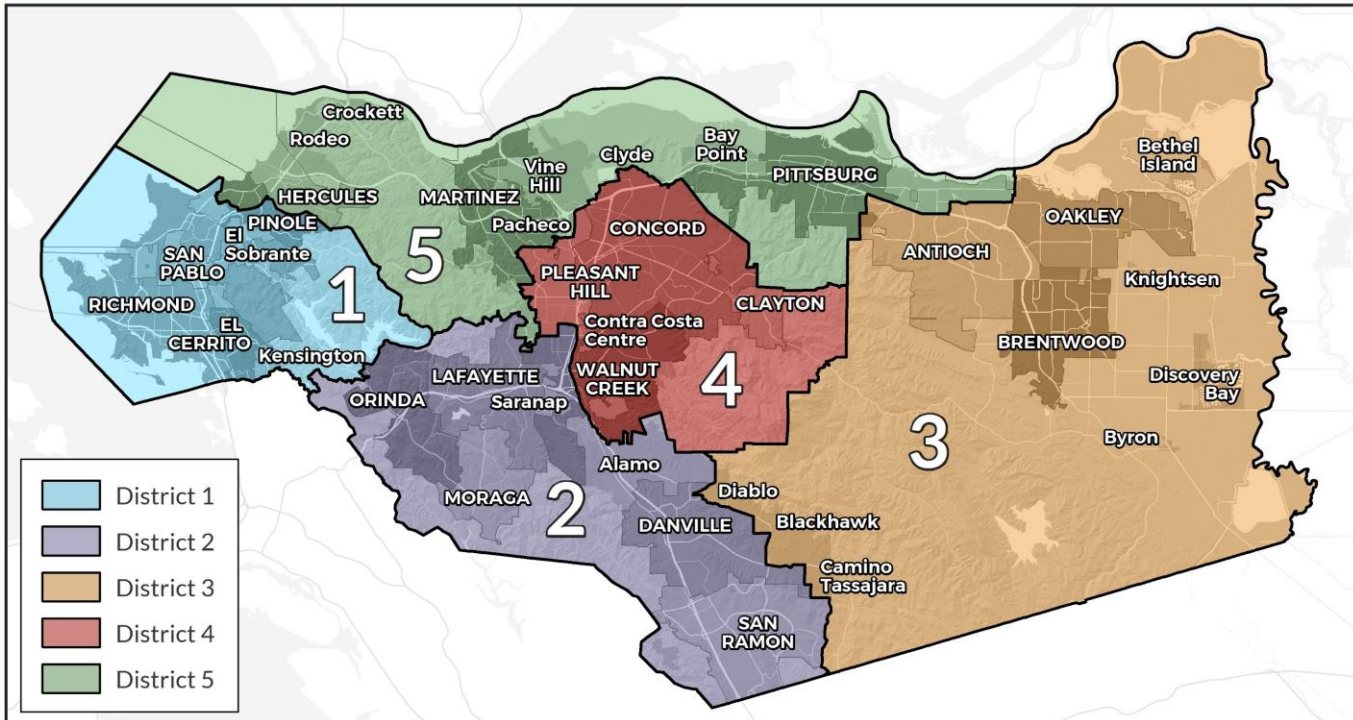 Crockett
Rodeo
HERCULES
PINOLE
El
Sobrante
SAN
PABLO
RICHMOND
EL
CERRITO
Kensington
1
MARTINEZ
Vine
Hill
Pacheco
5
Clyde
Bay
Point
PITTSBURG
CONCORD
PLEASANT
HILL
CLAYTON
Contra Costa
Centre
WALNUT
CREEK
4
LAFAYETTE
ORINDA
Saranap
MORAGA
Alamo
2
DANVILLE
SAN
RAMON
Bethel
Island
OAKLEY
ANTIOCH
Knightsen
BRENTWOOD
Discovery
Bay
Byron
3
Diablo
Blackhawk
Camino
Tassajara
District 1
District 2
District 3
District 4
District 5